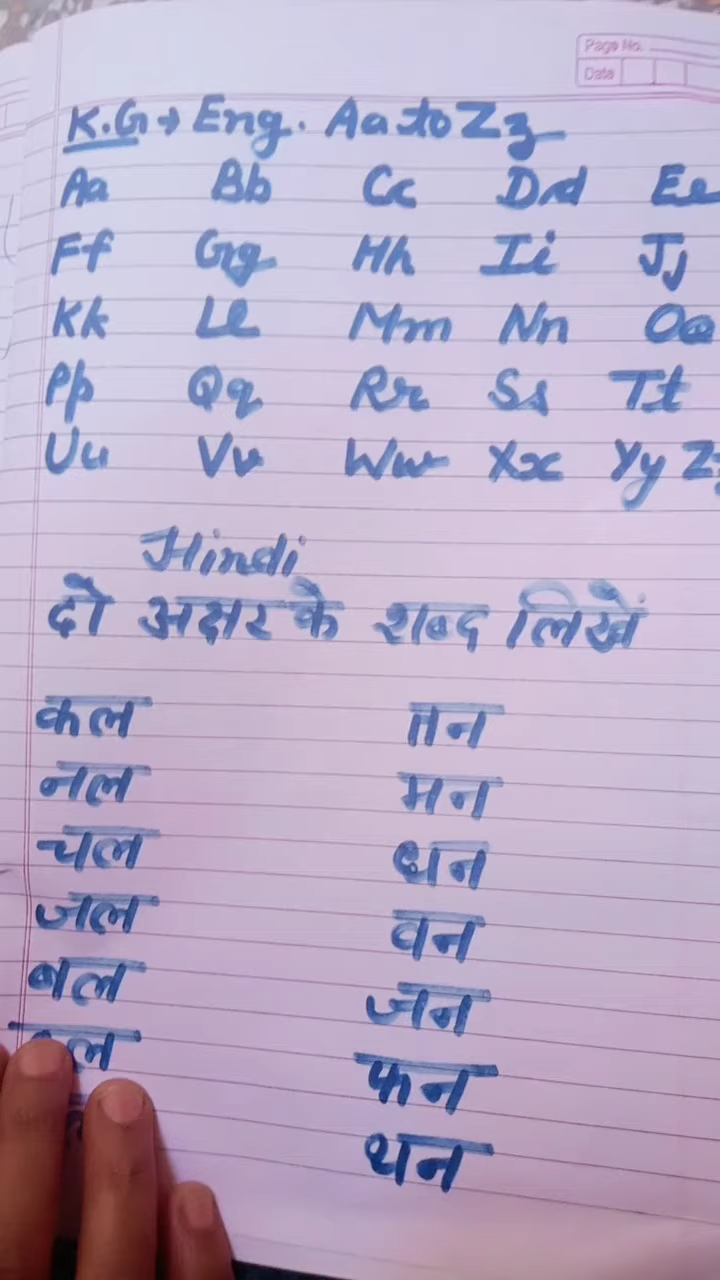 Page No.
Date
K.G → Eng. Aa to Zz
Aa Bb Cc Dd Ee
Ff Gg Hh Ii Jj
Kk Ll Mm Nn Oo
Pp Qq Rr Ss Tt
Uu Vv Ww Xx Yy Zz
Hindi
दो अक्षर के शब्द लिखें
कल तन
नल मन
चल धन
जल वन
बल जन
फन
थन